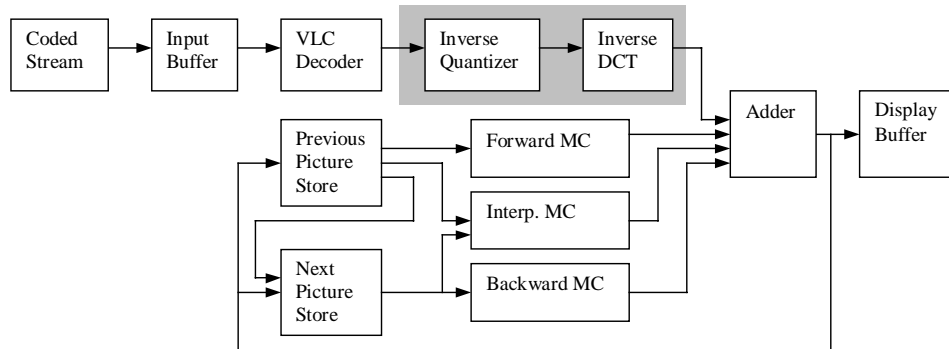 Coded
Stream
Input
Buffer
VLC
Decoder
Inverse
Quantizer
Inverse
DCT
Adder
Display
Buffer
Previous
Picture
Store
Forward MC
Interp. MC
Next
Picture
Store
Backward MC